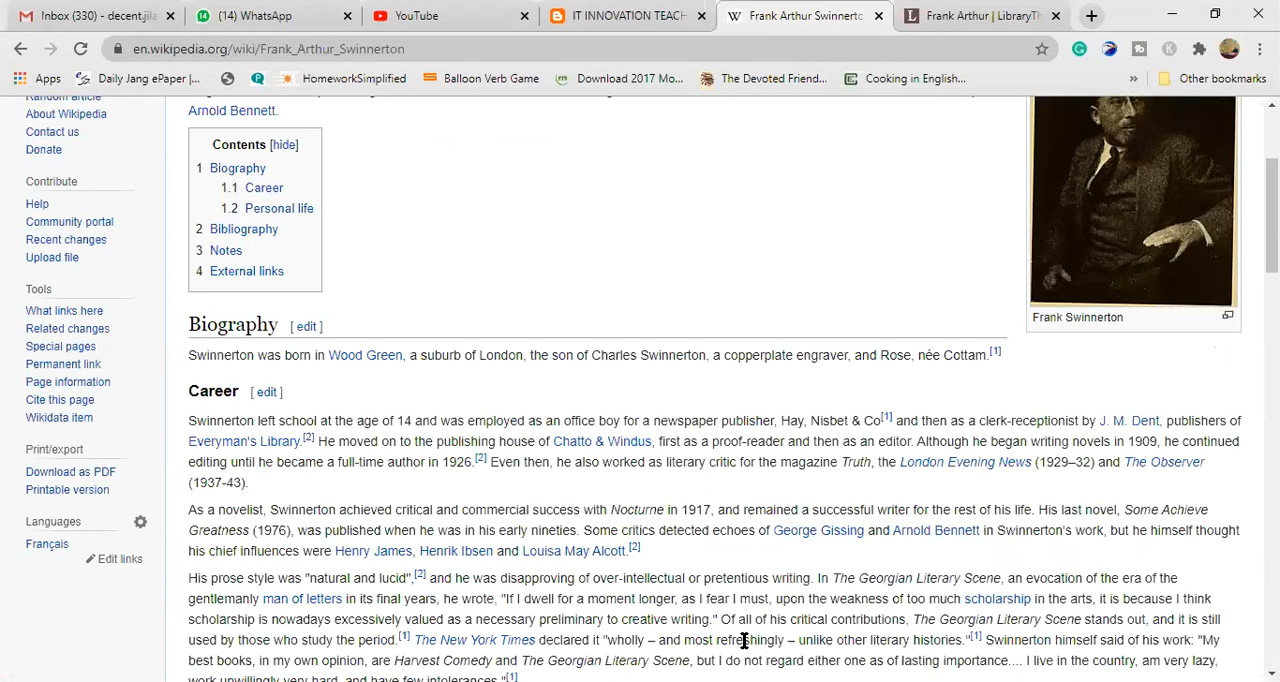 Inbox (330) - decent.jila
(14) WhatsApp
YouTube
IT INNOVATION TEACH
Frank Arthur Swinnerto
Frank Arthur | LibraryTh
en.wikipedia.org/wiki/Frank_Arthur_Swinnerton
Apps
Daily Jang ePaper |...
HomeworkSimplified
Balloon Verb Game
Download 2017 Mo...
The Devoted Friend...
Cooking in English...
Other bookmarks
Random article
About Wikipedia
Contact us
Donate
Contribute
Help
Community portal
Recent changes
Upload file
Tools
What links here
Related changes
Special pages
Permanent link
Page information
Cite this page
Wikidata item
Print/export
Download as PDF
Printable version
Languages
Français
Edit links
Arnold Bennett.
Contents [hide]
1 Biography
1.1 Career
1.2 Personal life
2 Bibliography
3 Notes
4 External links
Frank Swinnerton
Biography [ edit ]
Swinnerton was born in Wood Green, a suburb of London, the son of Charles Swinnerton, a copperplate engraver, and Rose, née Cottam.[1]
Career [ edit ]
Swinnerton left school at the age of 14 and was employed as an office boy for a newspaper publisher, Hay, Nisbet & Co[1] and then as a clerk-receptionist by J. M. Dent, publishers of
Everyman's Library.[2] He moved on to the publishing house of Chatto & Windus, first as a proof-reader and then as an editor. Although he began writing novels in 1909, he continued
editing until he became a full-time author in 1926.[2] Even then, he also worked as literary critic for the magazine Truth, the London Evening News (1929–32) and The Observer
(1937-43).
As a novelist, Swinnerton achieved critical and commercial success with Nocturne in 1917, and remained a successful writer for the rest of his life. His last novel, Some Achieve
Greatness (1976), was published when he was in his early nineties. Some critics detected echoes of George Gissing and Arnold Bennett in Swinnerton's work, but he himself thought
his chief influences were Henry James, Henrik Ibsen and Louisa May Alcott.[2]
His prose style was "natural and lucid",[2] and he was disapproving of over-intellectual or pretentious writing. In The Georgian Literary Scene, an evocation of the era of the
gentlemanly man of letters in its final years, he wrote, "If I dwell for a moment longer, as I fear I must, upon the weakness of too much scholarship in the arts, it is because I think
scholarship is nowadays excessively valued as a necessary preliminary to creative writing." Of all of his critical contributions, The Georgian Literary Scene stands out, and it is still
used by those who study the period.[1] The New York Times declared it "wholly – and most refreshingly – unlike other literary histories."[1] Swinnerton himself said of his work: "My
best books, in my own opinion, are Harvest Comedy and The Georgian Literary Scene, but I do not regard either one as of lasting importance.... I live in the country, am very lazy,
work unwillingly very hard, and have few intolerances."[1]